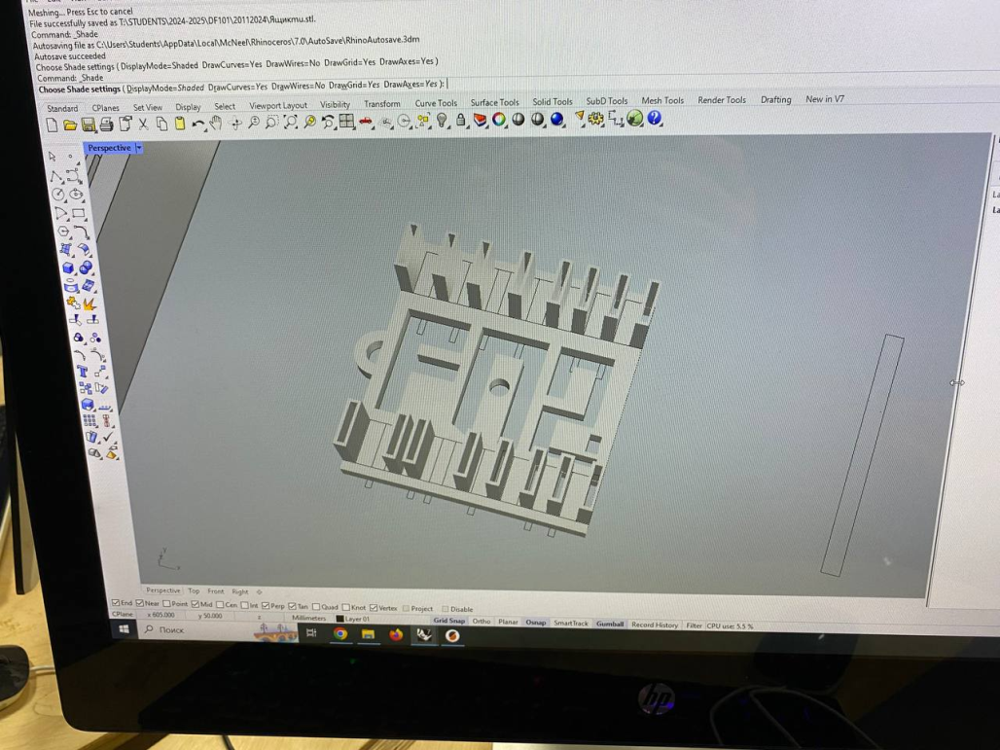 Meshing... Press Esc to cancel
File successfully saved as T:\STUDENTS\2024-2025\DF101\20112024\Ящикти.stl.
Command: _Shade
Autosaving file as C:\Users\Students\AppData\Local\McNeel\Rhinoceros\7.0\AutoSave\RhinoAutosave.3dm
Autosave succeeded
Choose Shade settings ( DisplayMode=Shaded DrawCurves=Yes DrawWires=No DrawGrid=Yes DrawAxes=Yes )
Command: _Shade
Choose Shade settings ( DisplayMode=Shaded DrawCurves=Yes DrawWires=No DrawGrid=Yes DrawAxes=Yes ):
Standard CPlanes Set View Display Select Viewport Layout Visibility Transform Curve Tools Surface Tools Solid Tools SubD Tools Mesh Tools Render Tools Drafting New in V7
Perspective
Perspective Top Front Right
End Near Point Mid Cen Int Perp Tan Quad Knot Vertex Project Disable
CPlane x 605.000 y 50.000 z Millimeters Layer 01 Grid Snap Ortho Planar Osnap SmartTrack Gumball Record History Filter CPU use: 5.5 %
Поиск
hp